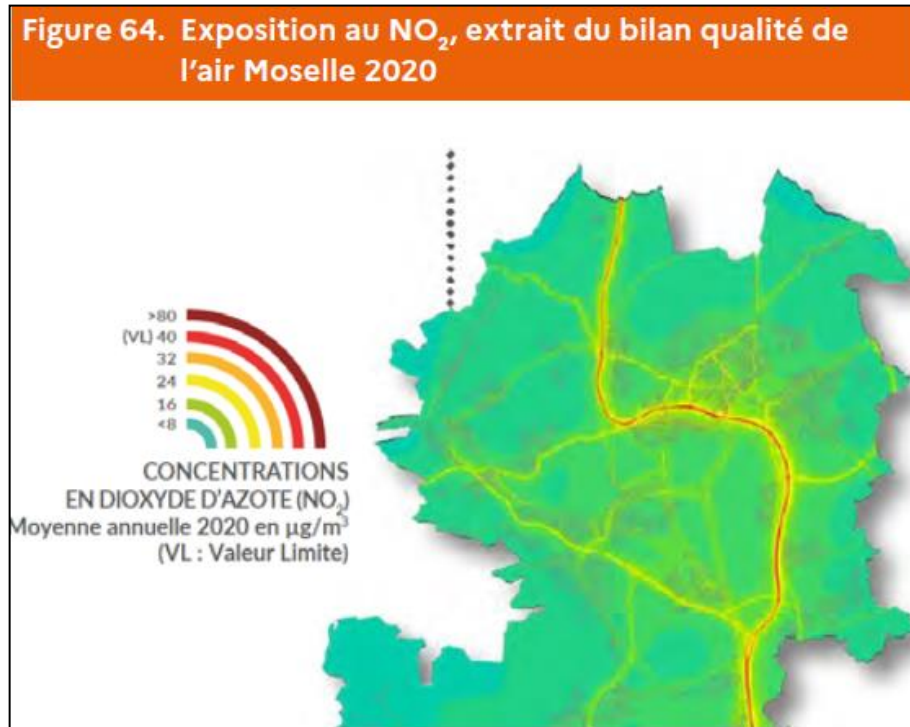 Figure 64. Exposition au NO₂, extrait du bilan qualité de
l'air Moselle 2020
>80
(VL) 40
32
24
16
<8
CONCENTRATIONS
EN DIOXYDE D'AZOTE (NO₂)
Moyenne annuelle 2020 en µg/m³
(VL : Valeur Limite)